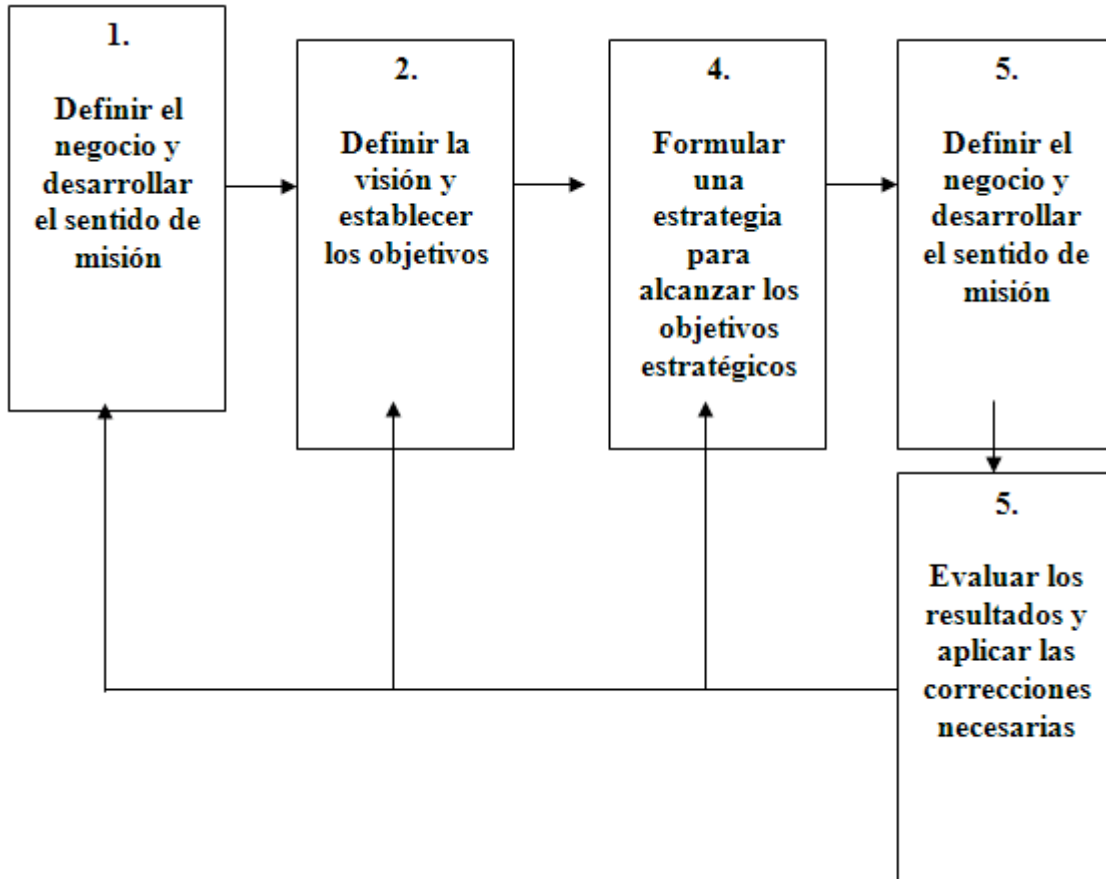 1.
Definir el
negocio y
desarrollar
el sentido de
misión
2.
Definir la
visión y
establecer
los objetivos
4.
Formular
una
estrategia
para
alcanzar los
objetivos
estratégicos
5.
Definir el
negocio y
desarrollar
el sentido de
misión
5.
Evaluar los
resultados y
aplicar las
correcciones
necesarias